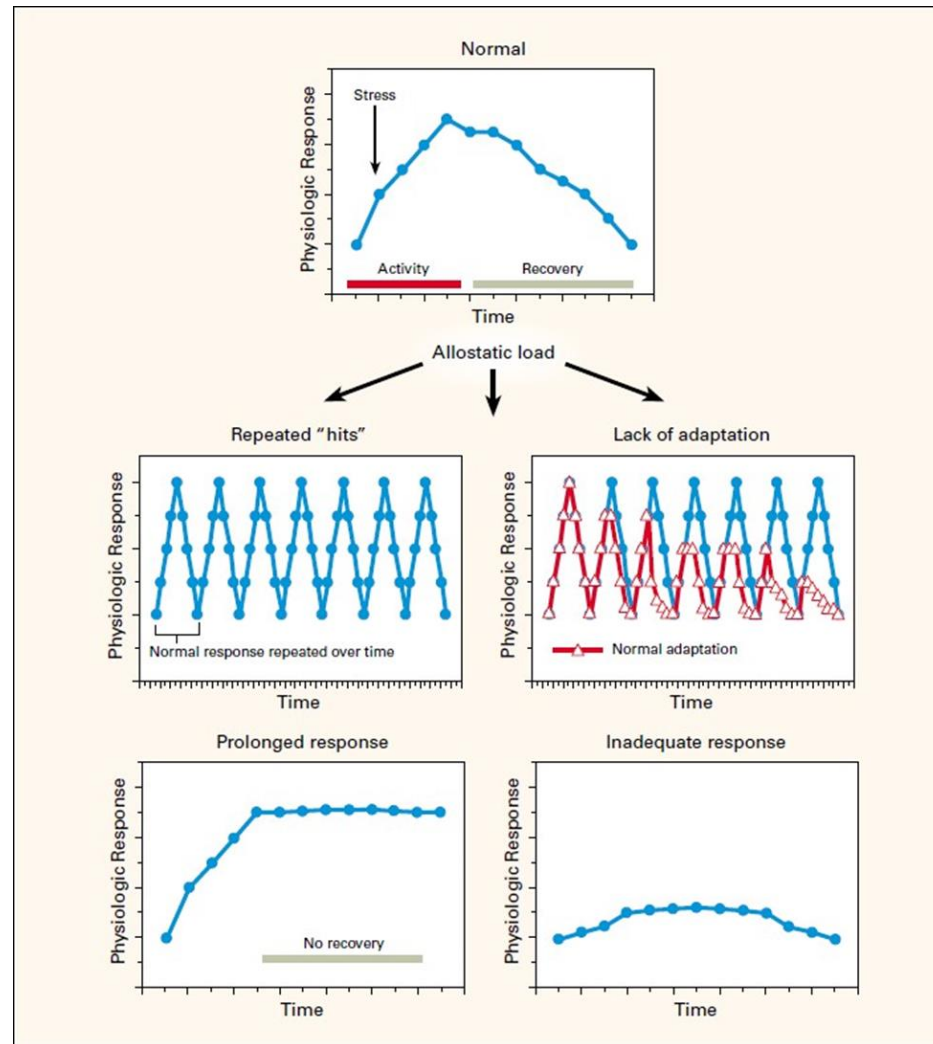 Normal
Physiologic Response
Stress
Activity
Recovery
Time
Allostatic load
Repeated “hits”
Physiologic Response
Normal response repeated over time
Time
Lack of adaptation
Physiologic Response
Normal adaptation
Time
Prolonged response
Physiologic Response
No recovery
Time
Inadequate response
Physiologic Response
Time